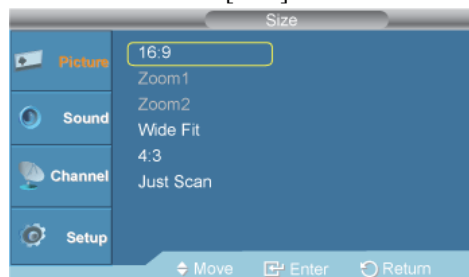 Size
Picture
Sound
Channel
Setup
16:9
Zoom1
Zoom2
Wide Fit
4:3
Just Scan
Move Enter Return